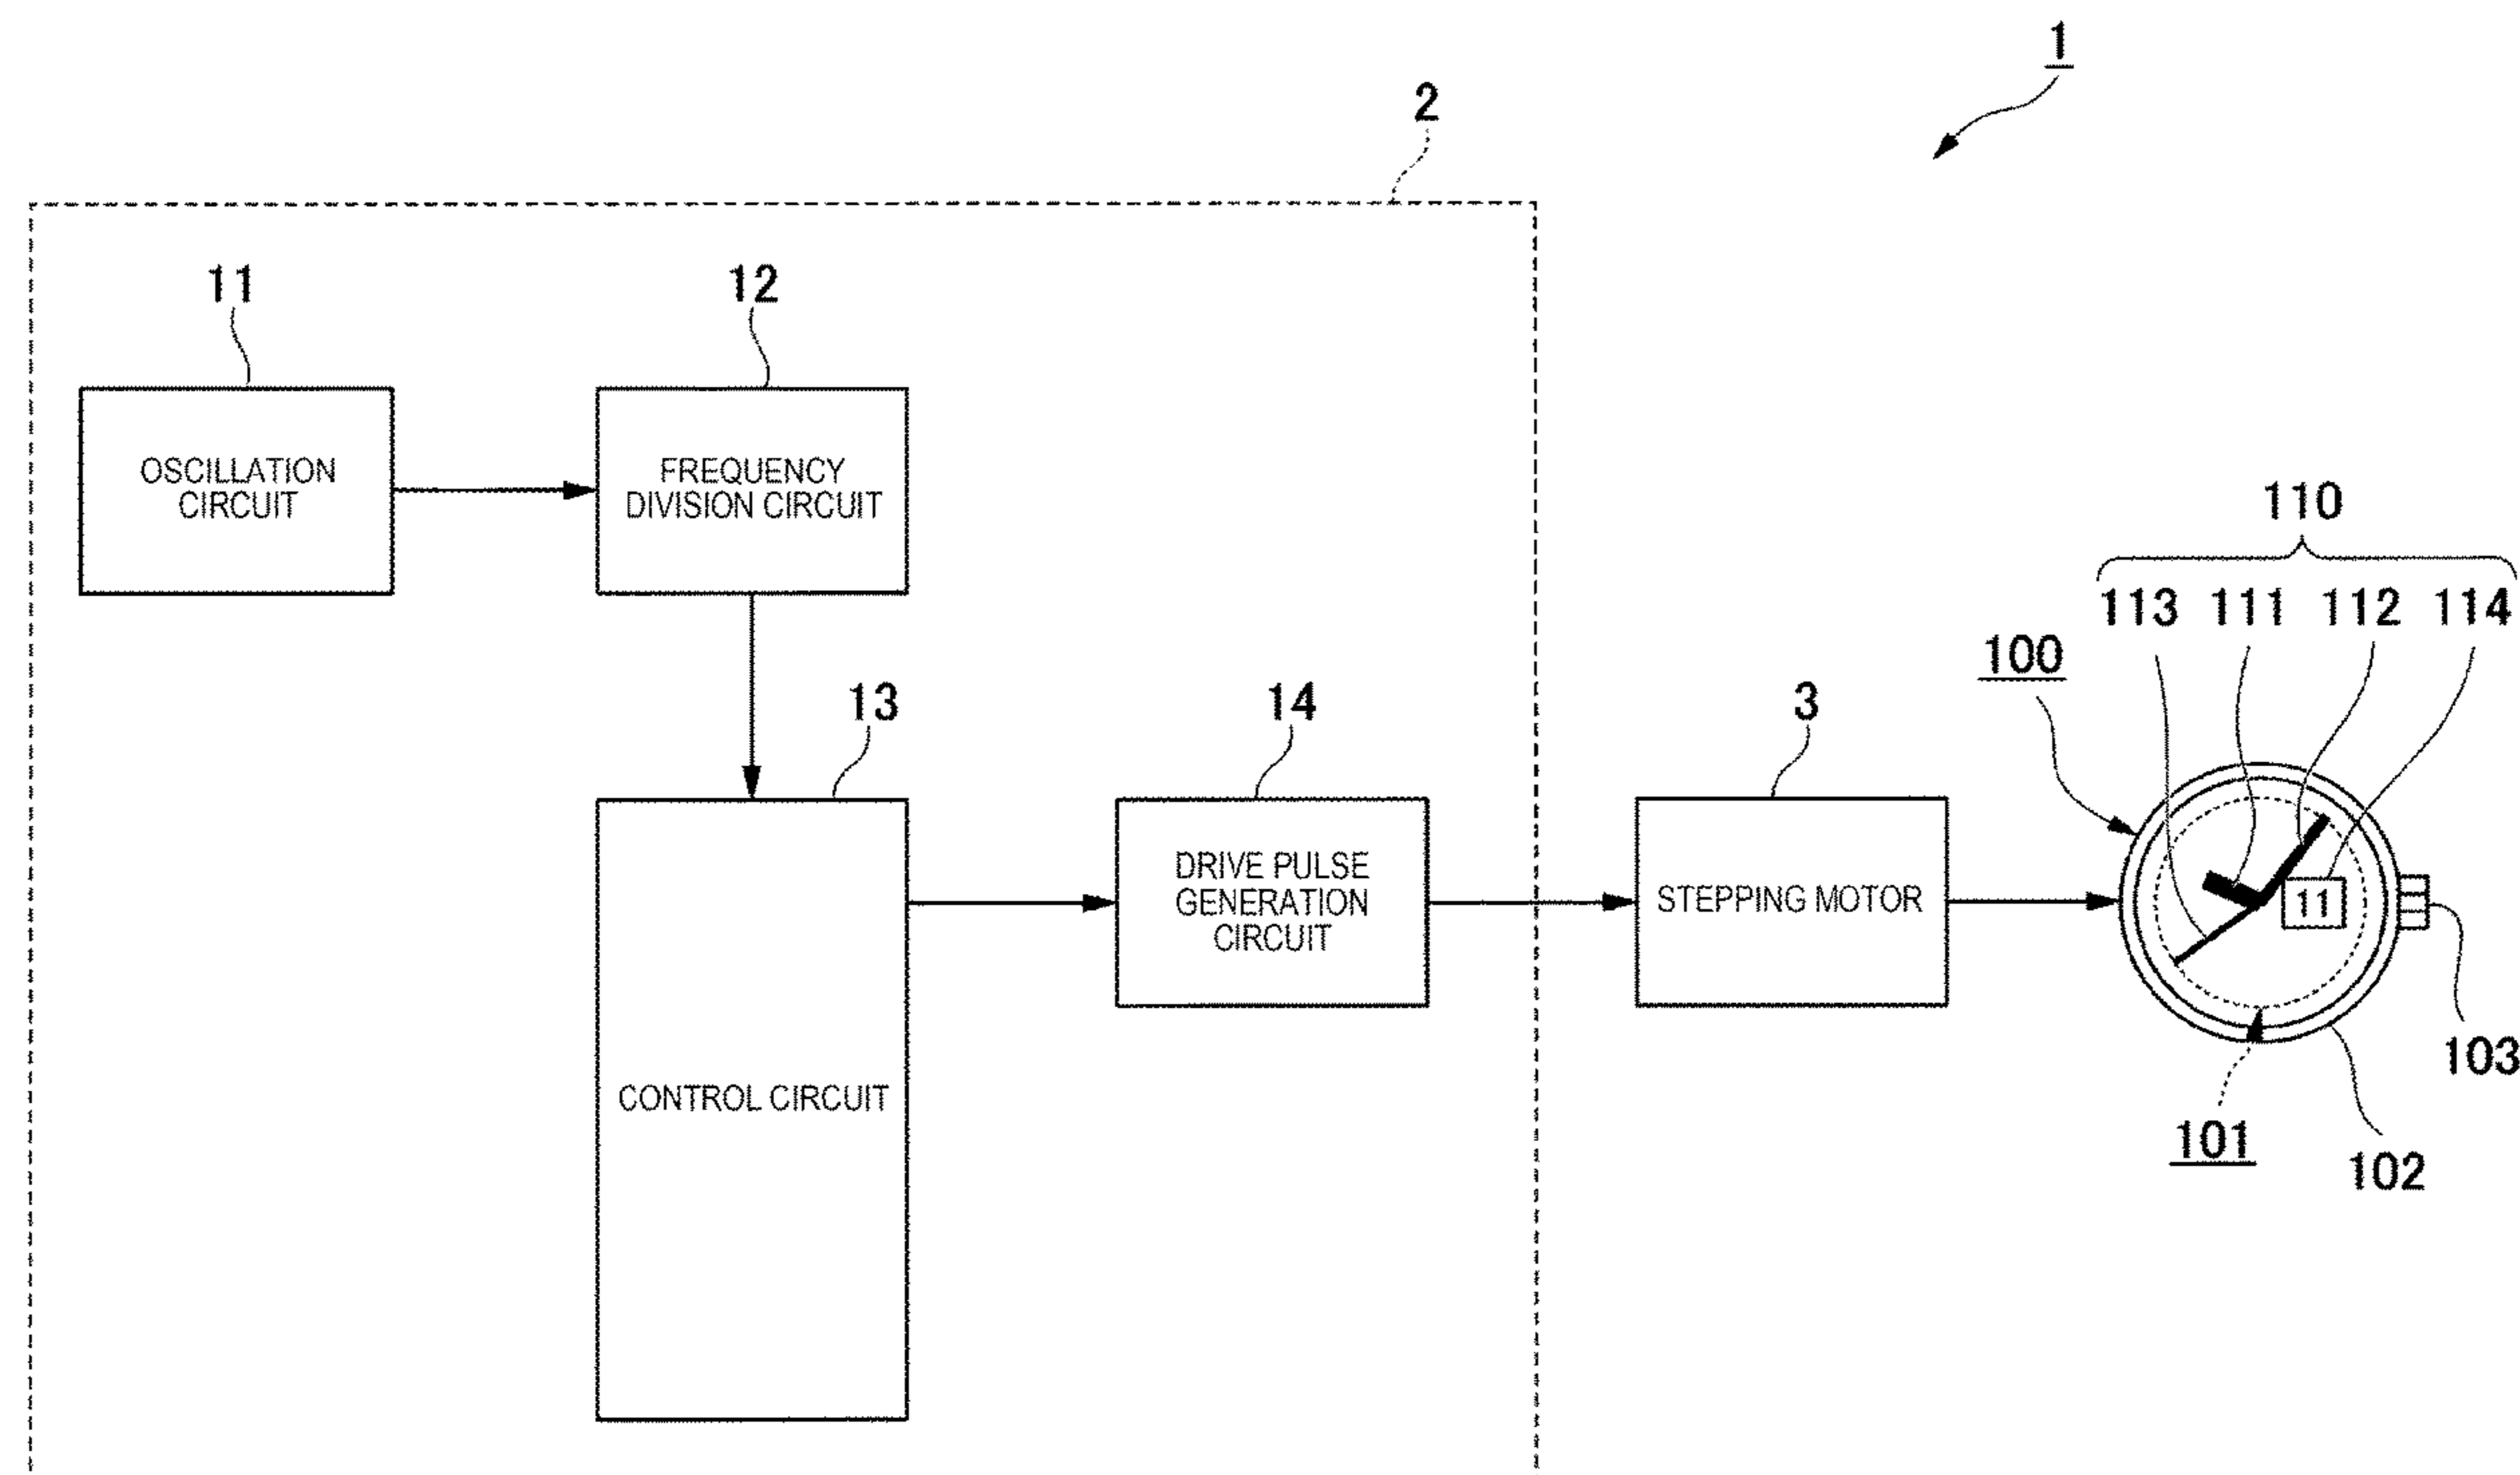 1
2
11
12
OSCILLATION
CIRCUIT
FREQUENCY
DIVISION CIRCUIT
110
113 111 112 114
100
13
14
3
DRIVE PULSE
GENERATION
CIRCUIT
STEPPING MOTOR
11
103
CONTROL CIRCUIT
101
102